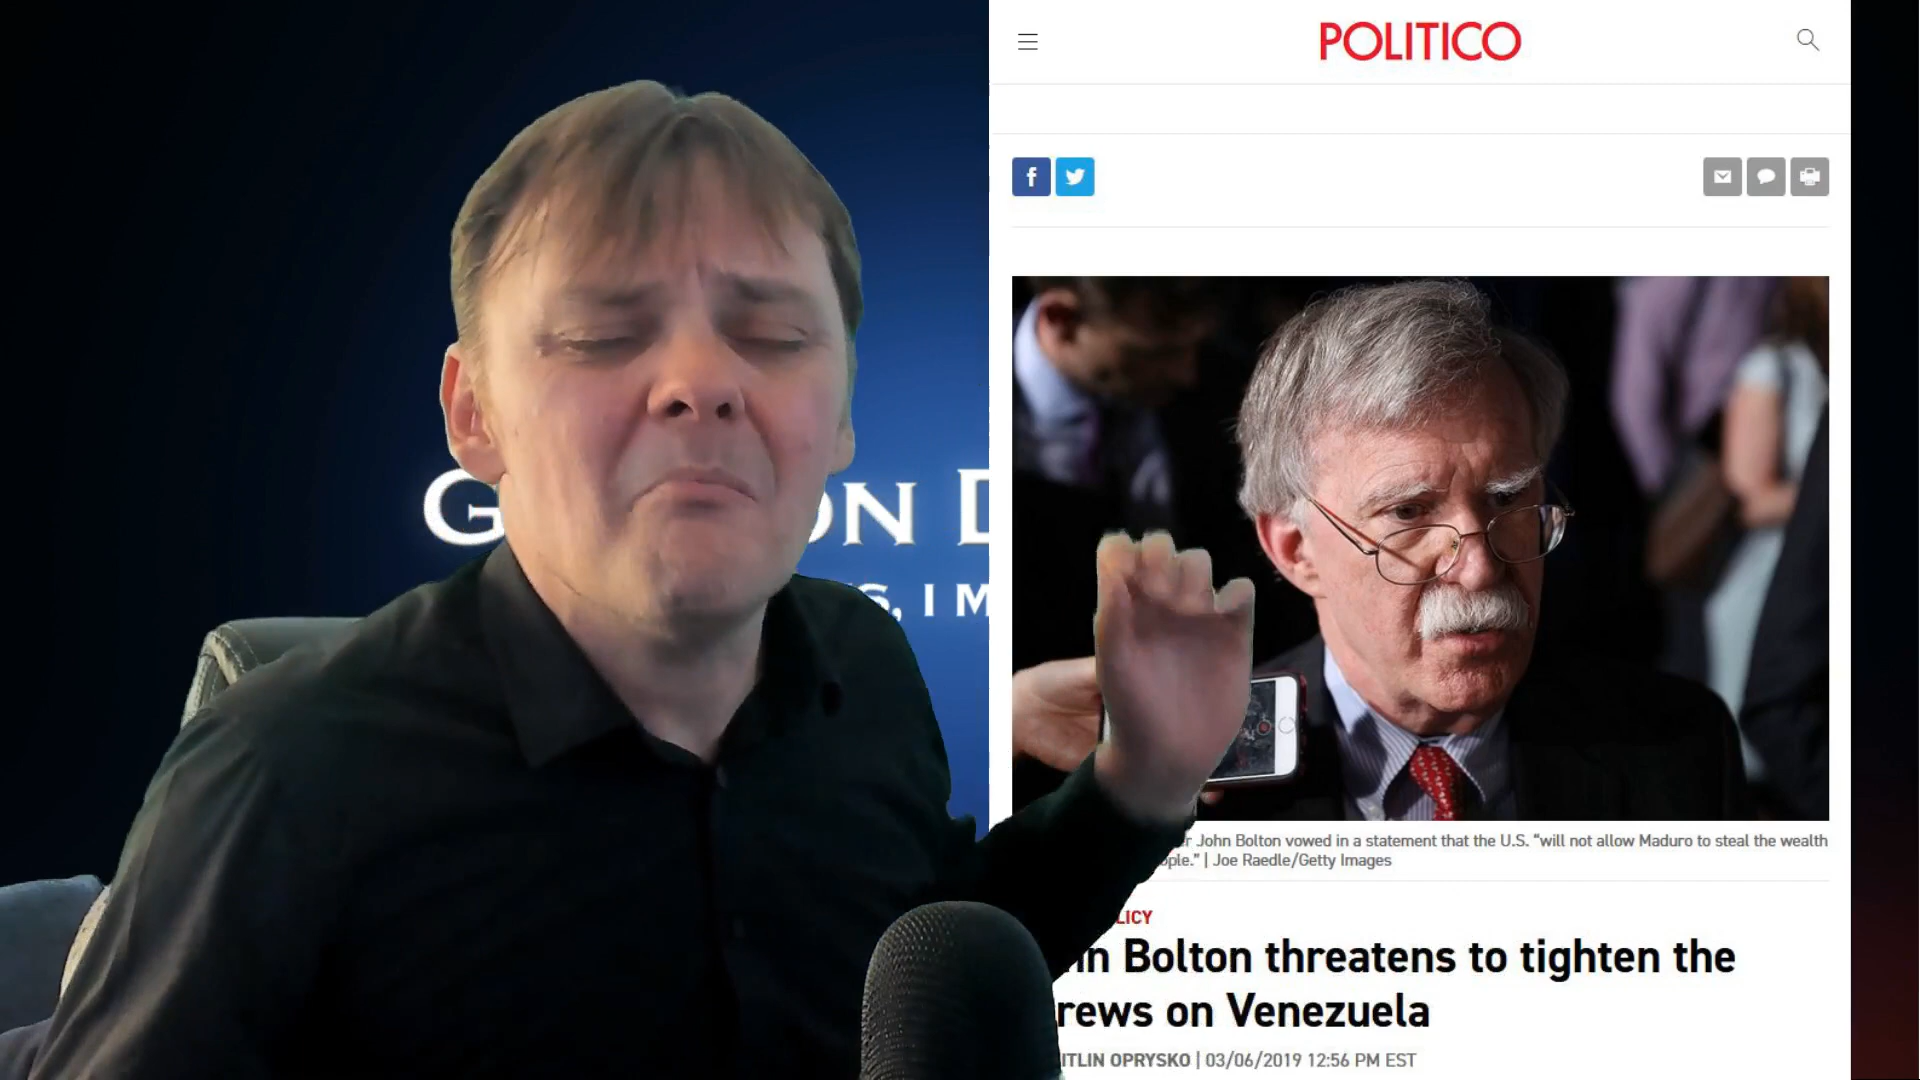 POLITICO
G ON D
S, I M
r John Bolton vowed in a statement that the U.S. “will not allow Maduro to steal the wealth
ople.” | Joe Raedle/Getty Images
LICY
n Bolton threatens to tighten the
rews on Venezuela
ITLIN OPRYSKO | 03/06/2019 12:56 PM EST